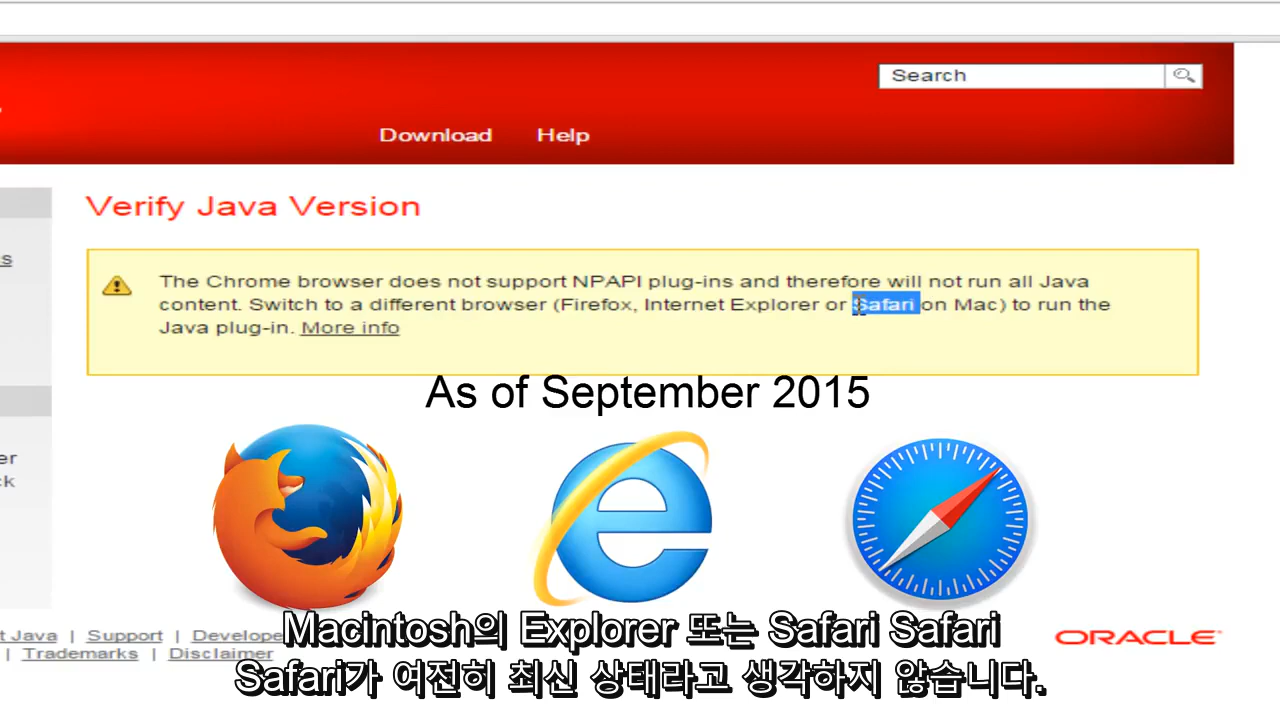 Search
Download Help
Verify Java Version
The Chrome browser does not support NPAPI plug-ins and therefore will not run all Java
content. Switch to a different browser (Firefox, Internet Explorer or Safari on Mac) to run the
Java plug-in. More info
As of September 2015
er
ck
t Java | Support | Develope
| Trademarks | Disclaimer
ORACLE
Macintosh의 Explorer 또는 Safari Safari
Safari가 여전히 최신 상태라고 생각하지 않습니다.